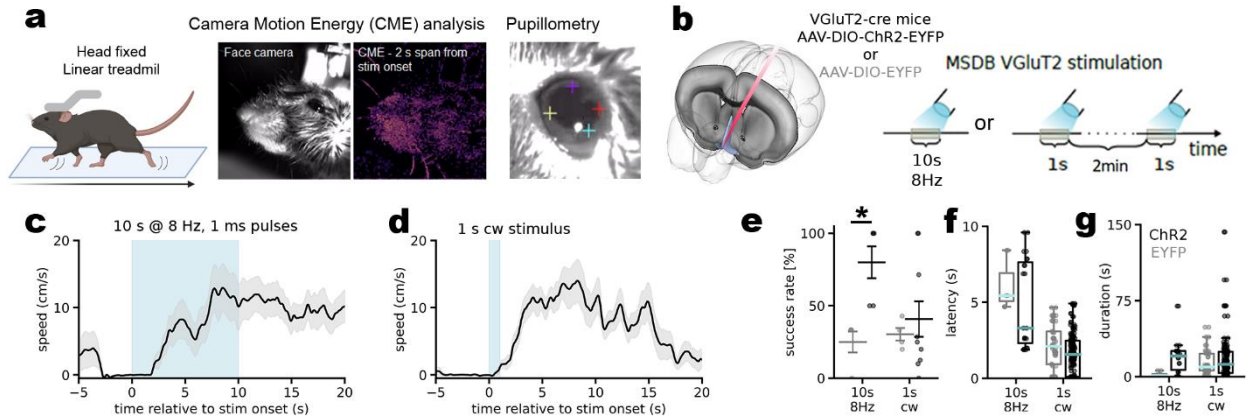 a
Camera Motion Energy (CME) analysis
Pupillometry
Head fixed
Linear treadmil
Face camera
CME - 2 s span from
stim onset
b
VGluT2-cre mice
AAV-DIO-ChR2-EYFP
or
AAV-DIO-EYFP
MSDB VGluT2 stimulation
10s
8Hz
or
1s
2min
1s
time
c
10 s @ 8 Hz, 1 ms pulses
speed (cm/s)
20
10
0
−5
0
5
10
15
20
time relative to stim onset (s)
d
1 s cw stimulus
speed (cm/s)
20
10
0
−5
0
5
10
15
20
time relative to stim onset (s)
e
*
success rate [%]
100
50
0
10s
8Hz
1s
cw
f
latency (s)
10
5
0
10s
8Hz
1s
cw
g
duration (s)
150
75
0
ChR2
EYFP
10s
8Hz
1s
cw